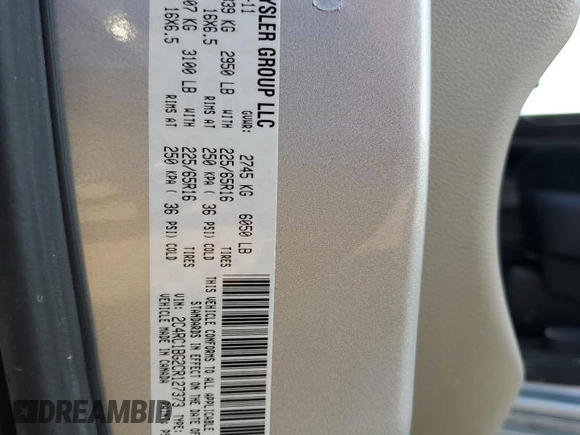 YSLER GROUP LLC
-11
GVWR: 2745 KG 6050 LB
39 KG 2950 LB WITH 225/65R16 TIRES
16X6.5 RIMS AT 250 KPA ( 36 PSI) COLD
07 KG 3100 LB WITH 225/65R16 TIRES
16X6.5 RIMS AT 250 KPA ( 36 PSI) COLD
THIS VEHICLE CONFORMS TO ALL APPLICA
STANDARDS IN EFFECT ON THE DATE OF
VIN: 2C4RC1BG2CR127373 TYPE:
MADE IN CANADA
DREAMBID